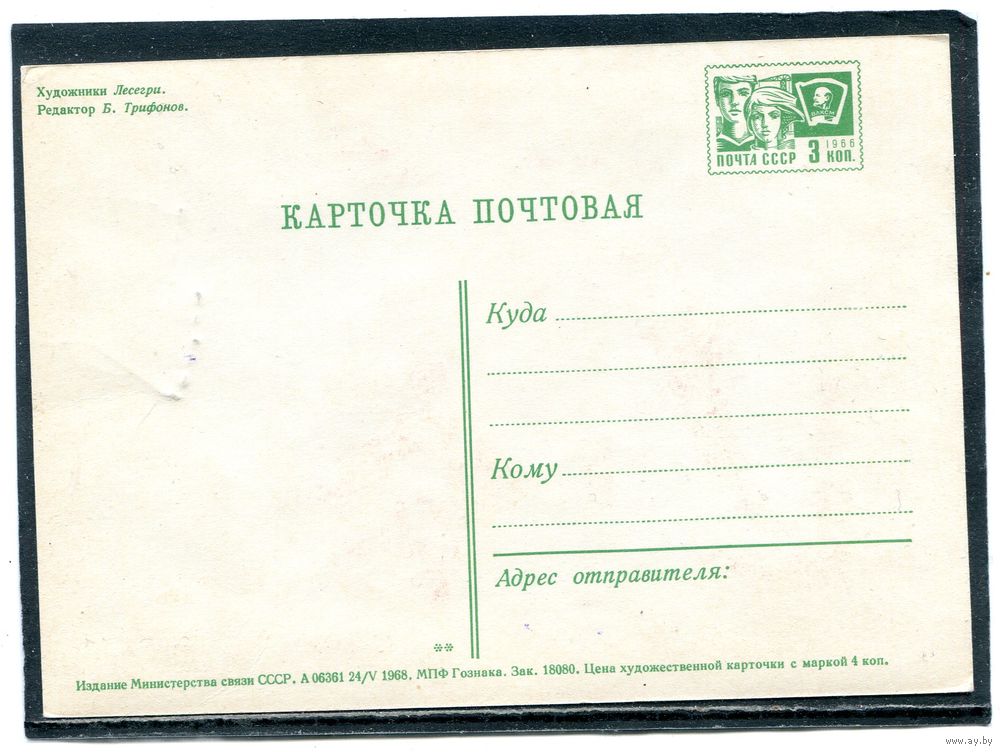 Художники Лесегри.
Редактор Б. Трифонов.
ВЛКСМ
1966
ПОЧТА СССР 3 КОП.
КАРТОЧКА ПОЧТОВАЯ
Куда
Кому
Адрес отправителя:
**
Издание Министерства связи СССР. А 06361 24/V 1968. МПФ Гознака. Зак. 18080. Цена художественной карточки с маркой 4 коп.
www.ay.by